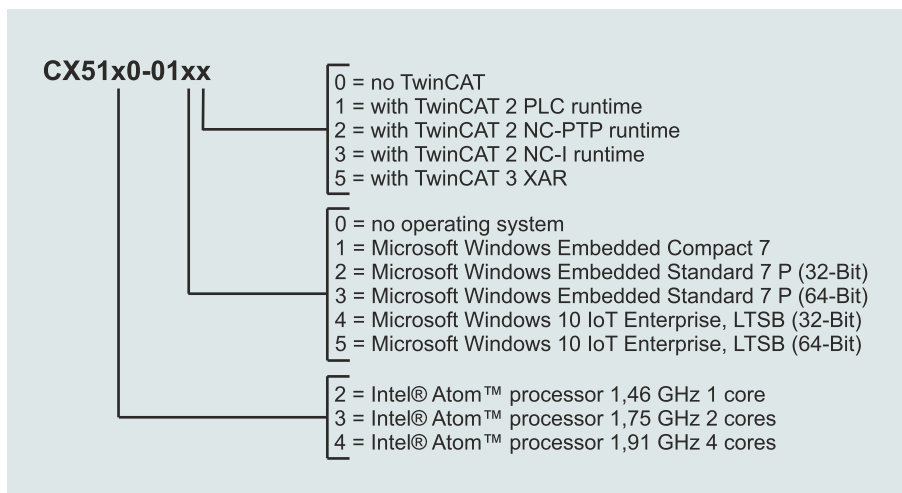 CX51x0-01xx
0 = no TwinCAT
1 = with TwinCAT 2 PLC runtime
2 = with TwinCAT 2 NC-PTP runtime
3 = with TwinCAT 2 NC-I runtime
5 = with TwinCAT 3 XAR
0 = no operating system
1 = Microsoft Windows Embedded Compact 7
2 = Microsoft Windows Embedded Standard 7 P (32-Bit)
3 = Microsoft Windows Embedded Standard 7 P (64-Bit)
4 = Microsoft Windows 10 IoT Enterprise, LTSB (32-Bit)
5 = Microsoft Windows 10 IoT Enterprise, LTSB (64-Bit)
2 = Intel® Atom™ processor 1,46 GHz 1 core
3 = Intel® Atom™ processor 1,75 GHz 2 cores
4 = Intel® Atom™ processor 1,91 GHz 4 cores